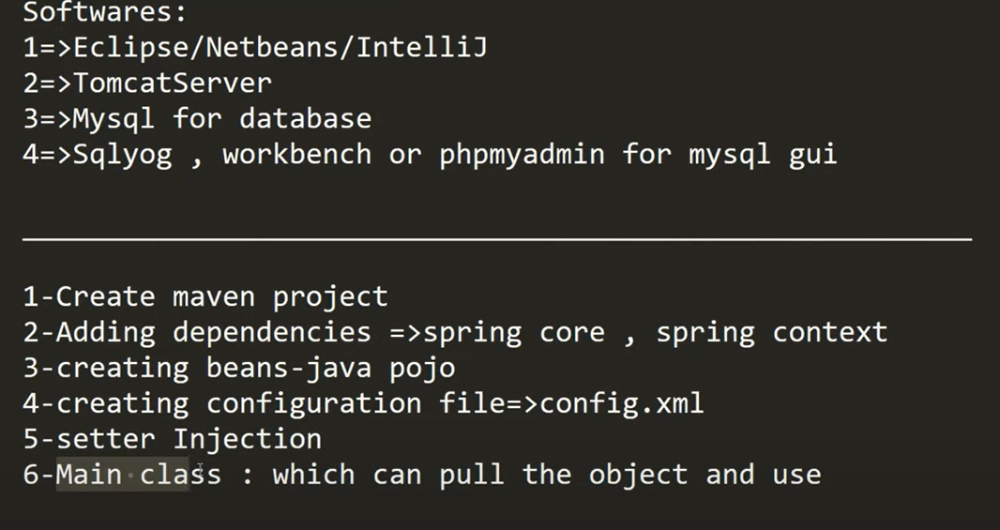 Softwares:
1=>Eclipse/Netbeans/IntelliJ
2=>TomcatServer
3=>Mysql for database
4=>Sqlyog , workbench or phpmyadmin for mysql gui
1-Create maven project
2-Adding dependencies =>spring core , spring context
3-creating beans-java pojo
4-creating configuration file=>config.xml
5-setter Injection
6-Main class : which can pull the object and use